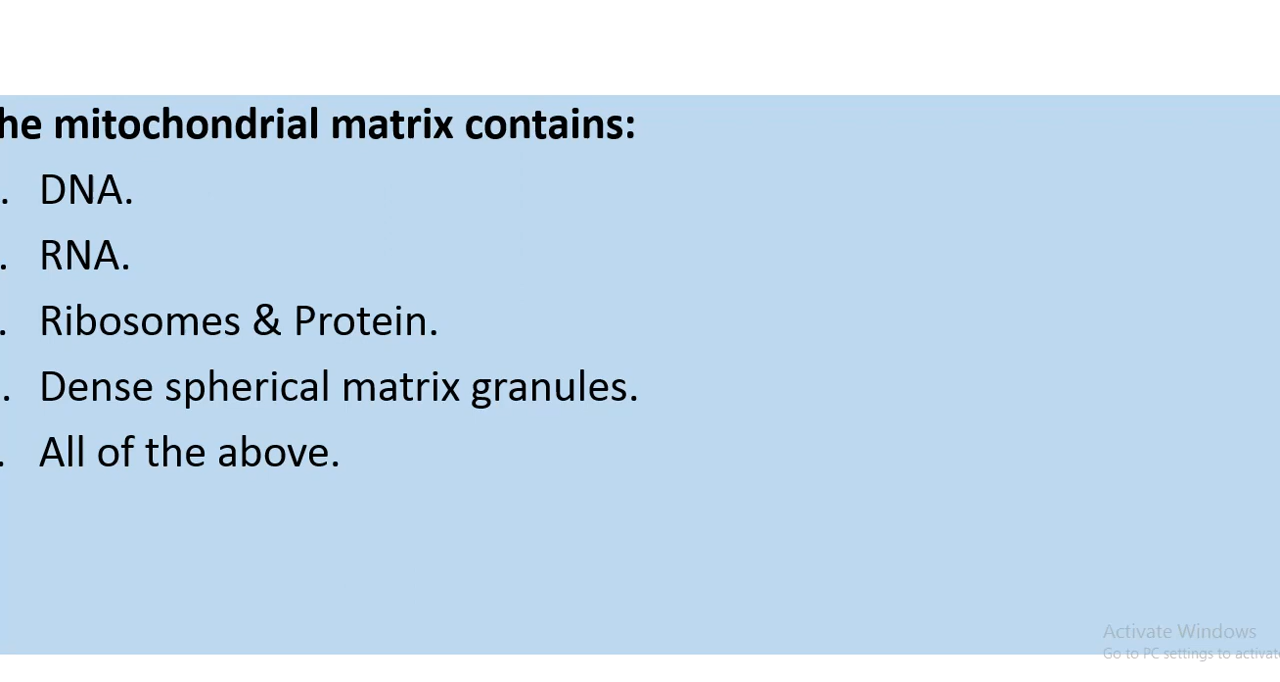 he mitochondrial matrix contains:
. DNA.
. RNA.
. Ribosomes & Protein.
. Dense spherical matrix granules.
. All of the above.
Activate Windows
Go to PC settings to activat